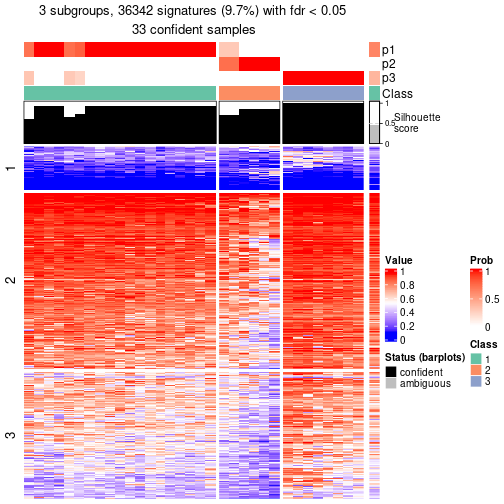 3 subgroups, 36342 signatures (9.7%) with fdr < 0.05
33 confident samples
p1
p2
p3
Class
1
0.5
0
Silhouette
score
1
2
3
Value
1
0.8
0.6
0.4
0.2
0
Prob
1
0.5
0
Status (barplots)
confident
ambiguous
Class
1
2
3